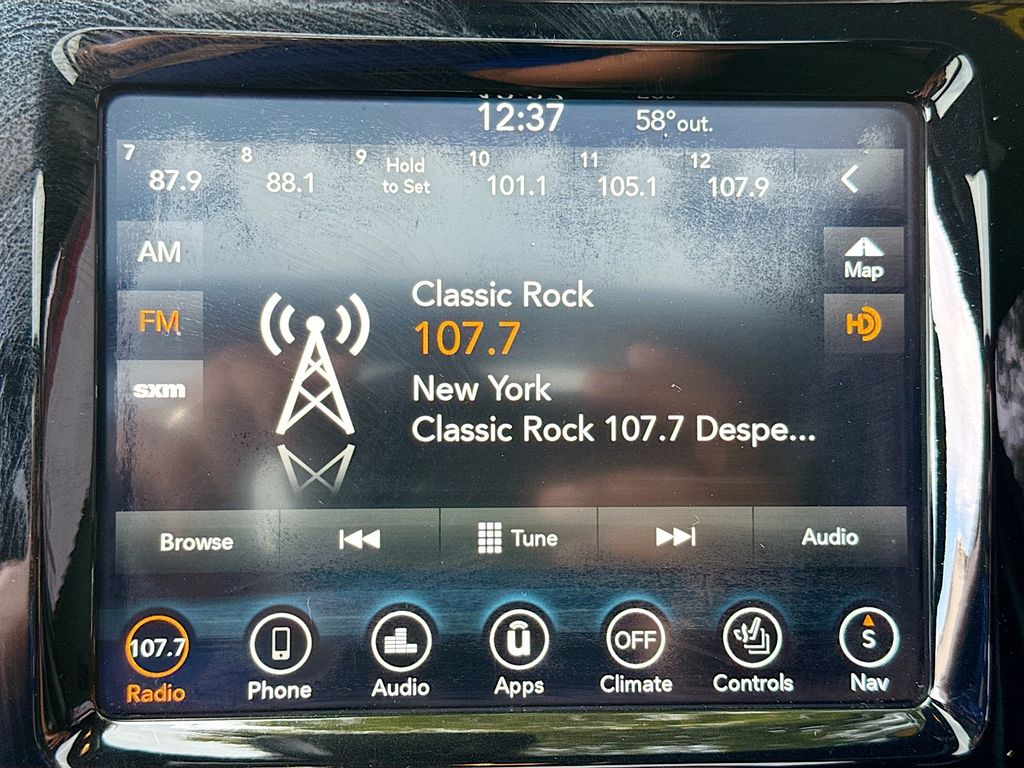 12:37
58° out.
7 87.9
8 88.1
9 Hold to Set
10 101.1
11 105.1
12 107.9
AM
Map
FM
HD
sxm
Classic Rock
107.7
New York
Classic Rock 107.7 Despe...
Browse
Tune
Audio
107.7
OFF
S
Radio
Phone
Audio
Apps
Climate
Controls
Nav